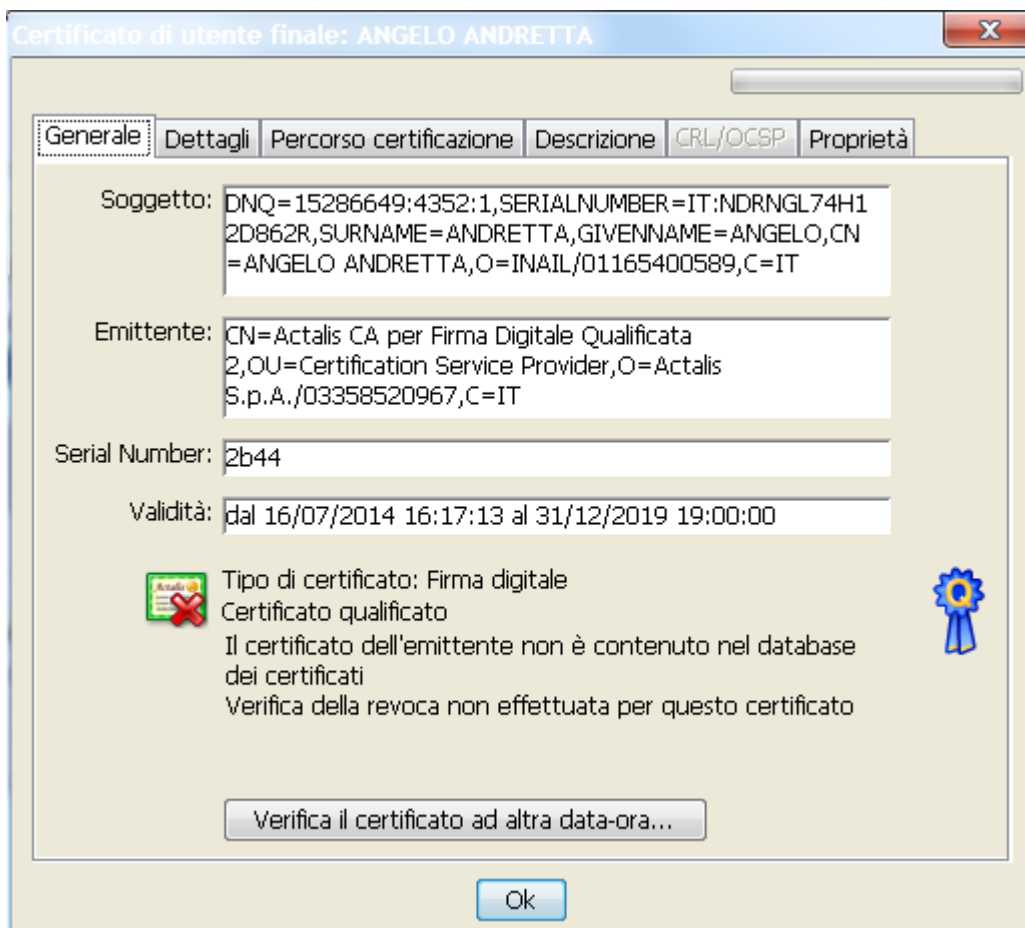 Certificato di utente finale: ANGELO ANDRETTA
Generale Dettagli Percorso certificazione Descrizione CRL/OCSP Proprietà
Soggetto: DNQ=15286649:4352:1,SERIALNUMBER=IT:NDRNGL74H1
2D862R,SURNAME=ANDRETTA,GIVENNAME=ANGELO,CN
=ANGELO ANDRETTA,O=INAIL/01165400589,C=IT
Emittente: CN=Actalis CA per Firma Digitale Qualificata
2,OU=Certification Service Provider,O=Actalis
S.p.A./03358520967,C=IT
Serial Number: 2b44
Validità: dal 16/07/2014 16:17:13 al 31/12/2019 19:00:00
Tipo di certificato: Firma digitale
Certificato qualificato
Il certificato dell'emittente non è contenuto nel database
dei certificati
Verifica della revoca non effettuata per questo certificato
Verifica il certificato ad altra data-ora...
Ok